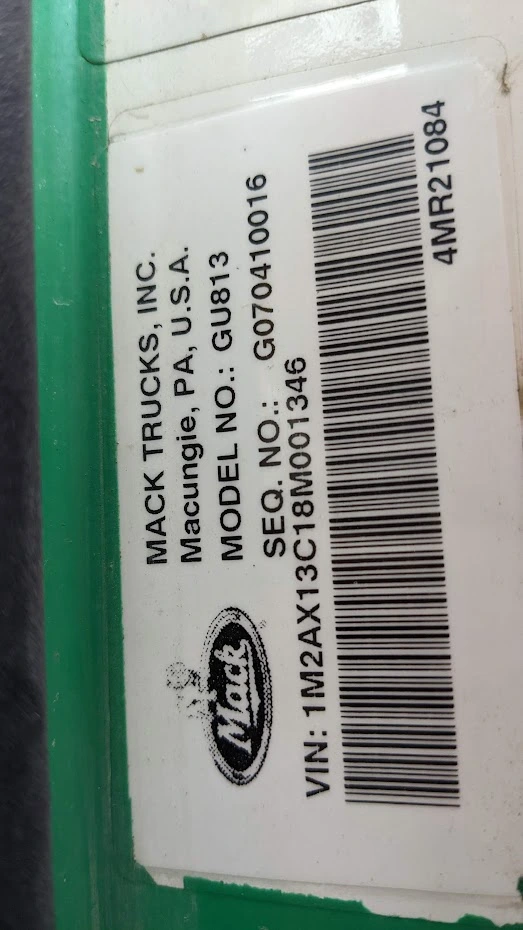 MACK TRUCKS, INC.
Macungie, PA, U.S.A.
MODEL NO.: GU813
SEQ. NO.: G070410016
Mack
VIN: 1M2AX13C18M001346
4MR21084